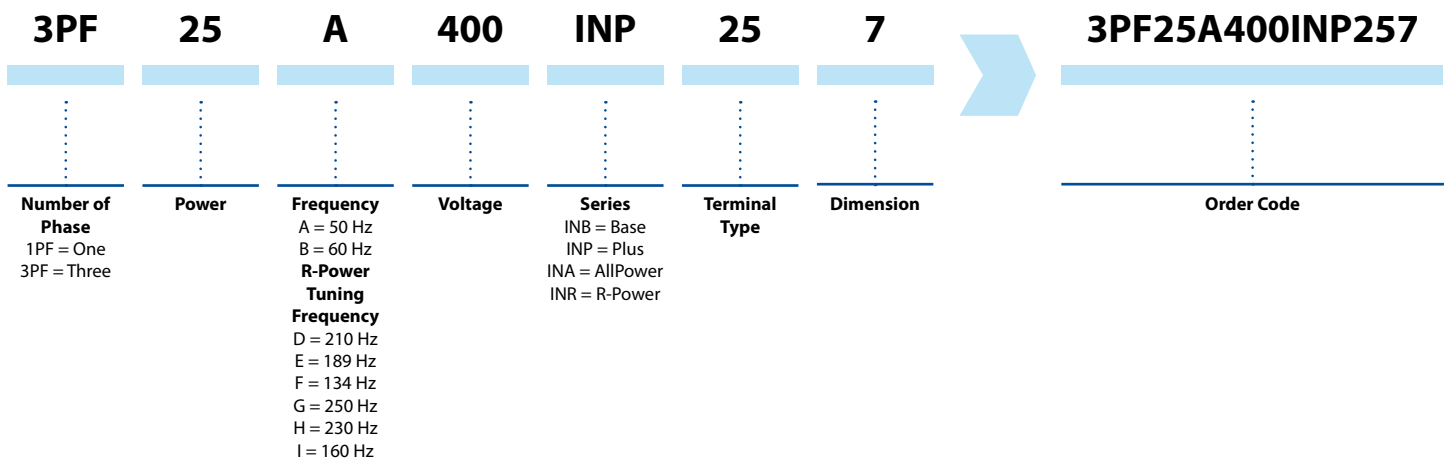 3PF 25 A 400 INP 25 7 3PF25A400INP257
Number of
Phase
1PF = One
3PF = Three
Power
Frequency
A = 50 Hz
B = 60 Hz
R-Power
Tuning
Frequency
D = 210 Hz
E = 189 Hz
F = 134 Hz
G = 250 Hz
H = 230 Hz
I = 160 Hz
Voltage
Series
INB = Base
INP = Plus
INA = AllPower
INR = R-Power
Terminal
Type
Dimension
Order Code